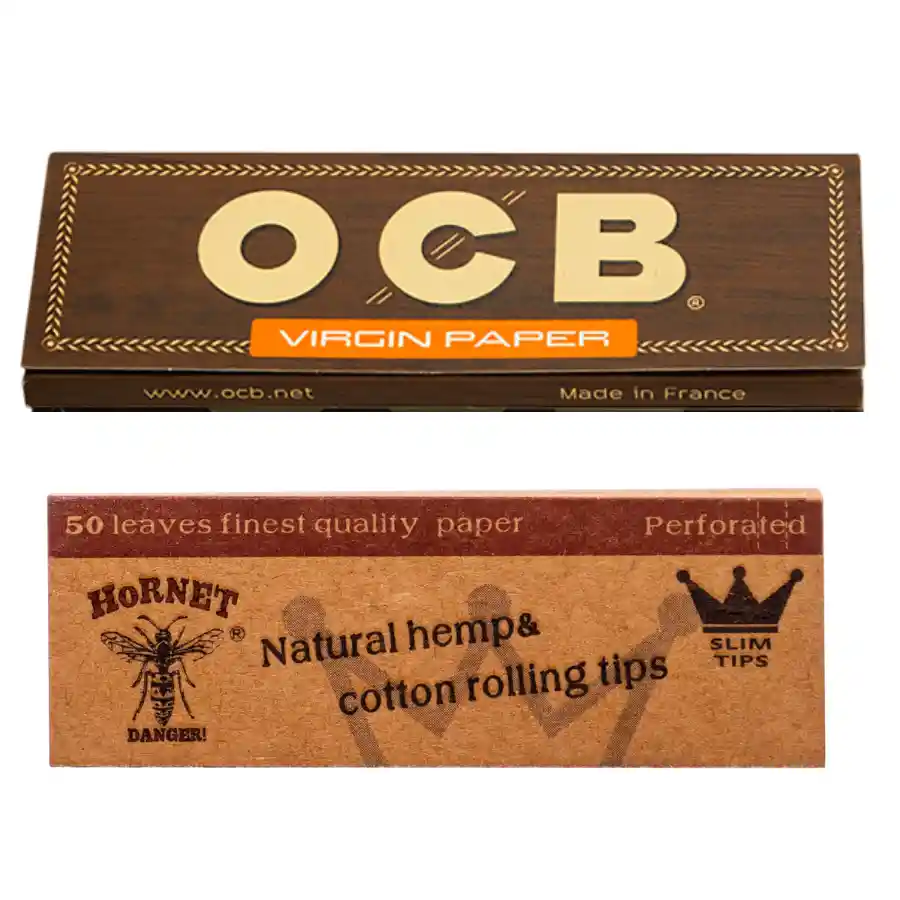 OCB®
VIRGIN PAPER
www.ocb.net Made in France
50 leaves finest quality paper Perforated
HORNET®
DANGER!
Natural hemp&
cotton rolling tips
SLIM
TIPS